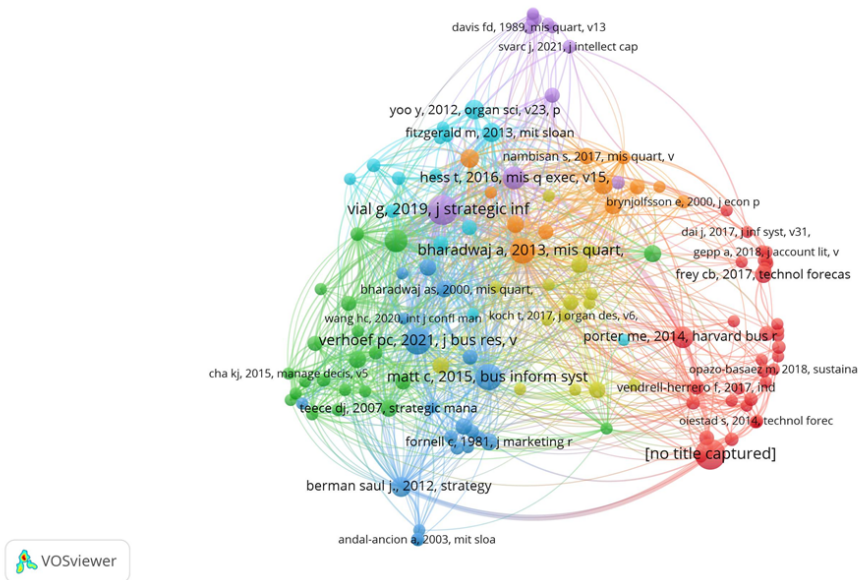 davis fd, 1989, mis quart, v13
svarc j, 2021, j intellect cap
yoo y, 2012, organ sci, v23, p
fitzgerald m, 2013, mit sloan
nambisan s, 2017, mis quart, v
hess t, 2016, mis q exec, v15,
brynjolfsson e, 2000, j econ p
vial g, 2019, j strategic inf
dai j, 2017, j inf syst, v31,
bharadwaj a, 2013, mis quart,
gepp a, 2018, j account lit, v
frey cb, 2017, technol forecas
bharadwaj as, 2000, mis quart,
wang hc, 2020, int j confl man
koch t, 2017, j organ des, v6,
verhoef pc, 2021, j bus res, v
porter me, 2014, harvard bus r
cha kj, 2015, manage decis, v5
opazo-basaez m, 2018, sustaina
matt c, 2015, bus inform syst
vendrell-herrero f, 2017, ind
teece dj, 2007, strategic mana
oiestad s, 2014, technol forec
fornell c, 1981, j marketing r
[no title captured]
berman saul j., 2012, strategy
andal-ancion a, 2003, mit sloa
VOSviewer